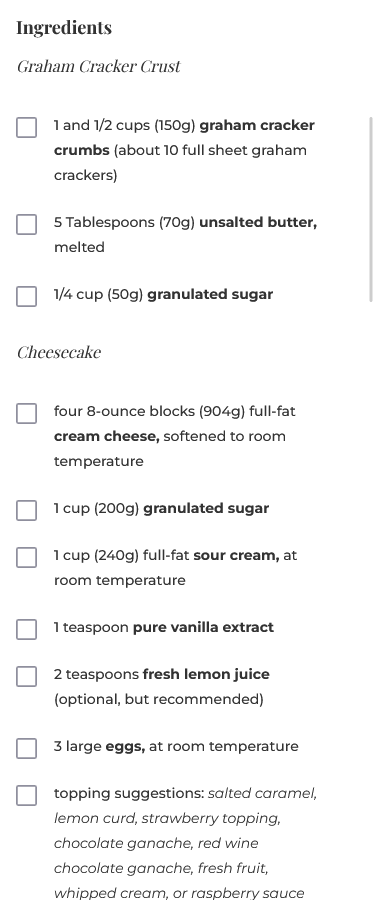 Ingredients
Graham Cracker Crust
1 and 1/2 cups (150g) graham cracker
crumbs (about 10 full sheet graham
crackers)
5 Tablespoons (70g) unsalted butter,
melted
1/4 cup (50g) granulated sugar
Cheesecake
four 8-ounce blocks (904g) full-fat
cream cheese, softened to room
temperature
1 cup (200g) granulated sugar
1 cup (240g) full-fat sour cream, at
room temperature
1 teaspoon pure vanilla extract
2 teaspoons fresh lemon juice
(optional, but recommended)
3 large eggs, at room temperature
topping suggestions: salted caramel,
lemon curd, strawberry topping,
chocolate ganache, red wine
chocolate ganache, fresh fruit,
whipped cream, or raspberry sauce